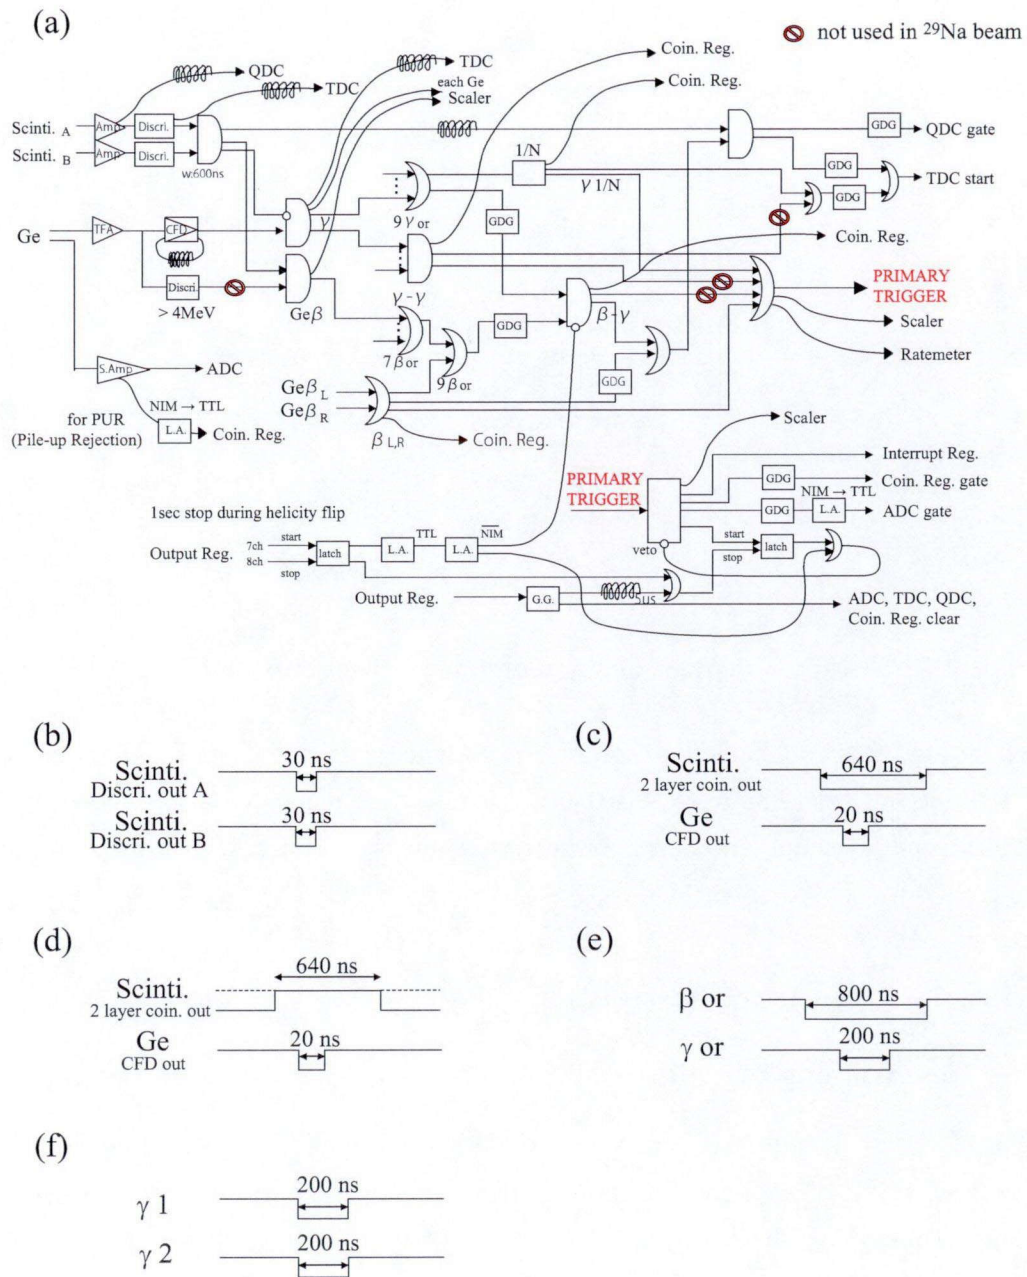 (a)
not used in ²⁹Na beam
Coin. Reg.
TDC
QDC
each Ge
Scaler
Coin. Reg.
TDC
Scinti. A
Amp
Discri.
GDG
QDC gate
Scinti. B
Amp
Discri.
w:600ns
1/N
γ 1/N
GDG
GDG
TDC start
9γ or
γ
GDG
Ge
TFA
CFD
Coin. Reg.
Discri.
> 4MeV
Geβ
γ-γ
β-γ
PRIMARY
TRIGGER
Scaler
Ratemeter
7β or
9β or
GDG
GDG
S.Amp
ADC
Geβ L
Geβ R
β L,R
Coin. Reg.
for PUR
(Pile-up Rejection)
NIM → TTL
L.A.
Coin. Reg.
Scaler
PRIMARY
TRIGGER
Interrupt Reg.
GDG
Coin. Reg. gate
NIM → TTL
GDG
L.A.
ADC gate
1sec stop during helicity flip
Output Reg.
7ch
8ch
start
stop
latch
L.A.
TTL
L.A.
NIM
veto
start
stop
latch
Output Reg.
G.G.
5μs
ADC, TDC, QDC,
Coin. Reg. clear
(b)
30 ns
Scinti.
Discri. out A
30 ns
Scinti.
Discri. out B
(c)
Scinti.
2 layer coin. out
640 ns
Ge
CFD out
20 ns
(d)
640 ns
Scinti.
2 layer coin. out
20 ns
Ge
CFD out
(e)
β or
800 ns
γ or
200 ns
(f)
200 ns
γ 1
200 ns
γ 2